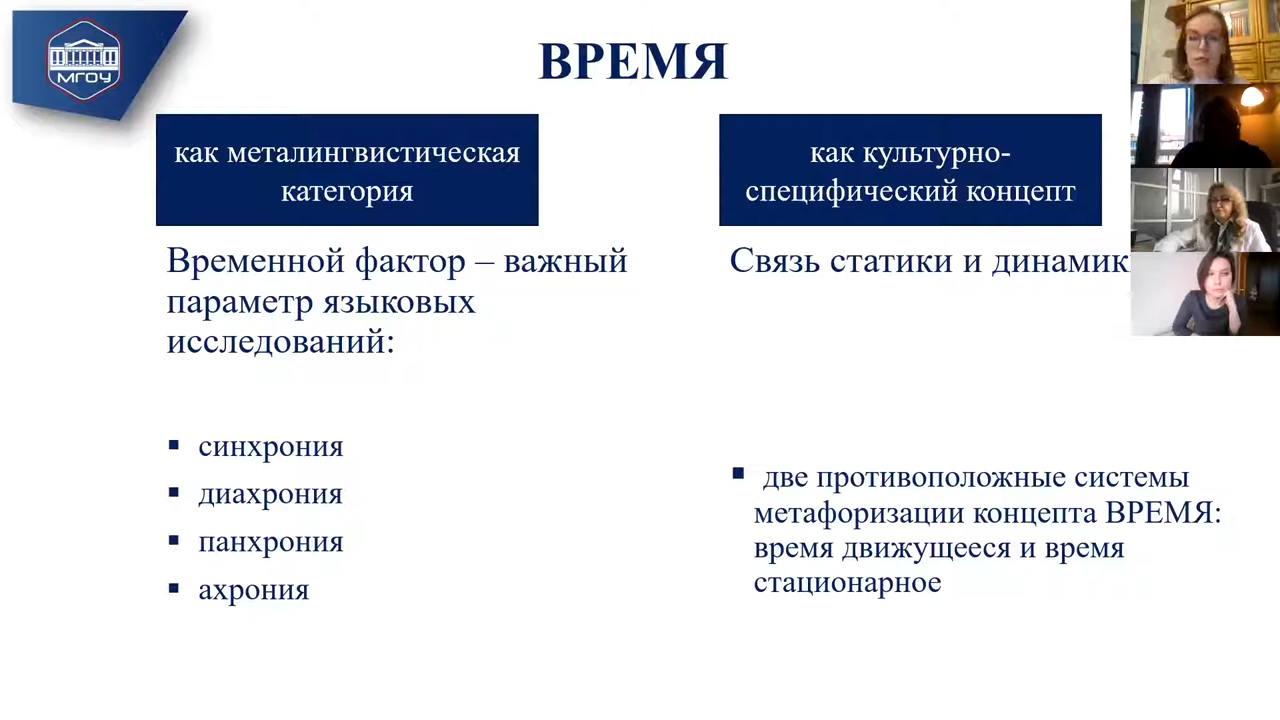 МГОУ
ВРЕМЯ
как металингвистическая
категория
как культурно-
специфический концепт
Временной фактор – важный
параметр языковых
исследований:
Связь статики и
▪ синхрония
▪ диахрония
▪ панхрония
▪ ахрония
▪ две противоположные системы
метафоризации концепта ВРЕМЯ:
время движущееся и время
стационарное